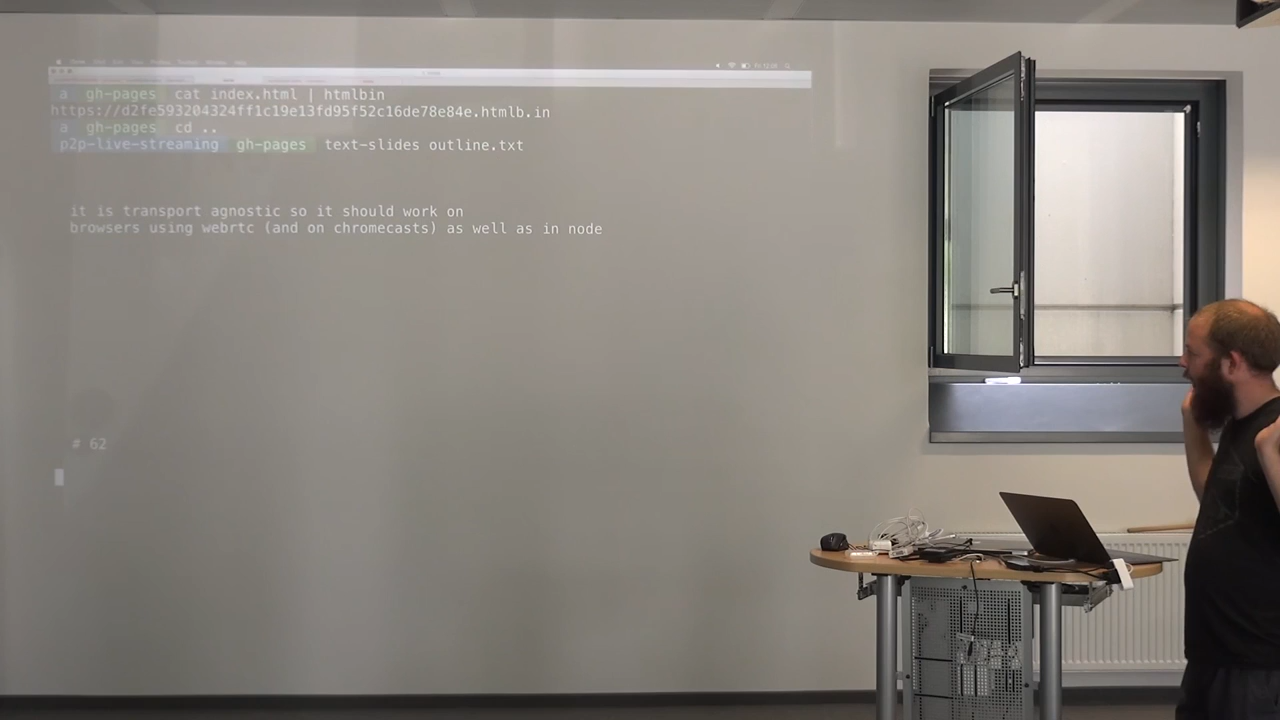 a gh-pages cat index.html | htmlbin
https://d2fe593204324ff1c19e13fd95f52c16de78e84e.htmlb.in
a gh-pages cd ..
p2p-live-streaming gh-pages text-slides outline.txt
it is transport agnostic so it should work on
browsers using webrtc (and on chromecasts) as well as in node
# 62